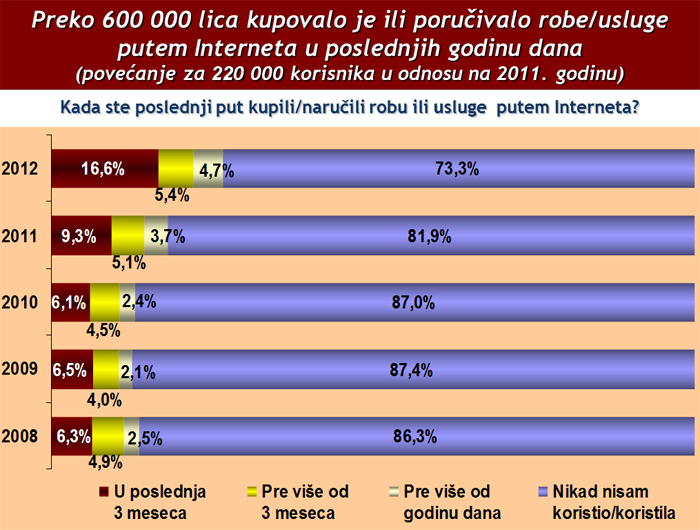 Preko 600 000 lica kupovalo je ili poručivalo robe/usluge
putem Interneta u poslednjih godinu dana
(povećanje za 220 000 korisnika u odnosu na 2011. godinu)
Kada ste poslednji put kupili/naručili robu ili usluge putem Interneta?
2012 16,6% 4,7% 73,3%
5,4%
2011 9,3% 3,7% 81,9%
5,1%
2010 6,1% 2,4% 87,0%
4,5%
2009 6,5% 2,1% 87,4%
4,0%
2008 6,3% 2,5% 86,3%
4,9%
U poslednja
3 meseca
Pre više od
3 meseca
Pre više od
godinu dana
Nikad nisam
koristio/koristila